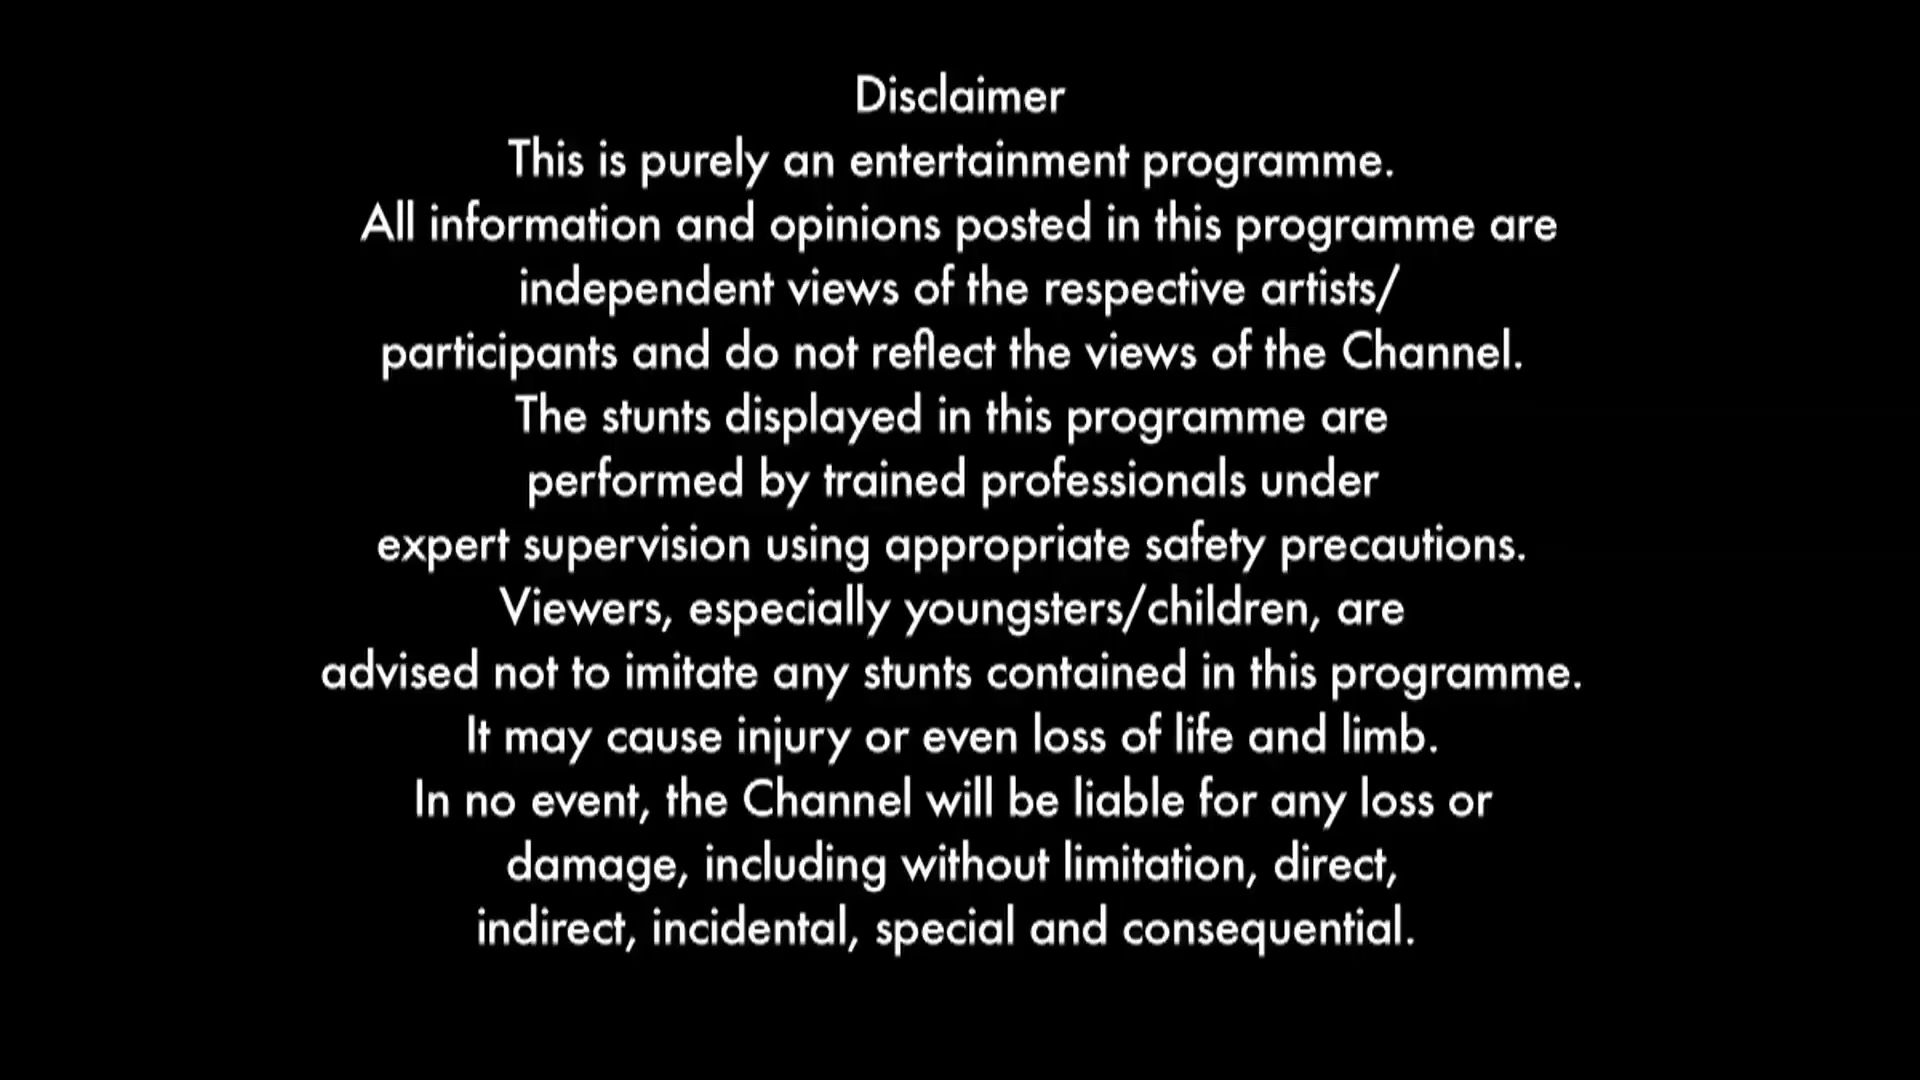 Disclaimer
This is purely an entertainment programme.
All information and opinions posted in this programme are
independent views of the respective artists/
participants and do not reflect the views of the Channel.
The stunts displayed in this programme are
performed by trained professionals under
expert supervision using appropriate safety precautions.
Viewers, especially youngsters/children, are
advised not to imitate any stunts contained in this programme.
It may cause injury or even loss of life and limb.
In no event, the Channel will be liable for any loss or
damage, including without limitation, direct,
indirect, incidental, special and consequential.